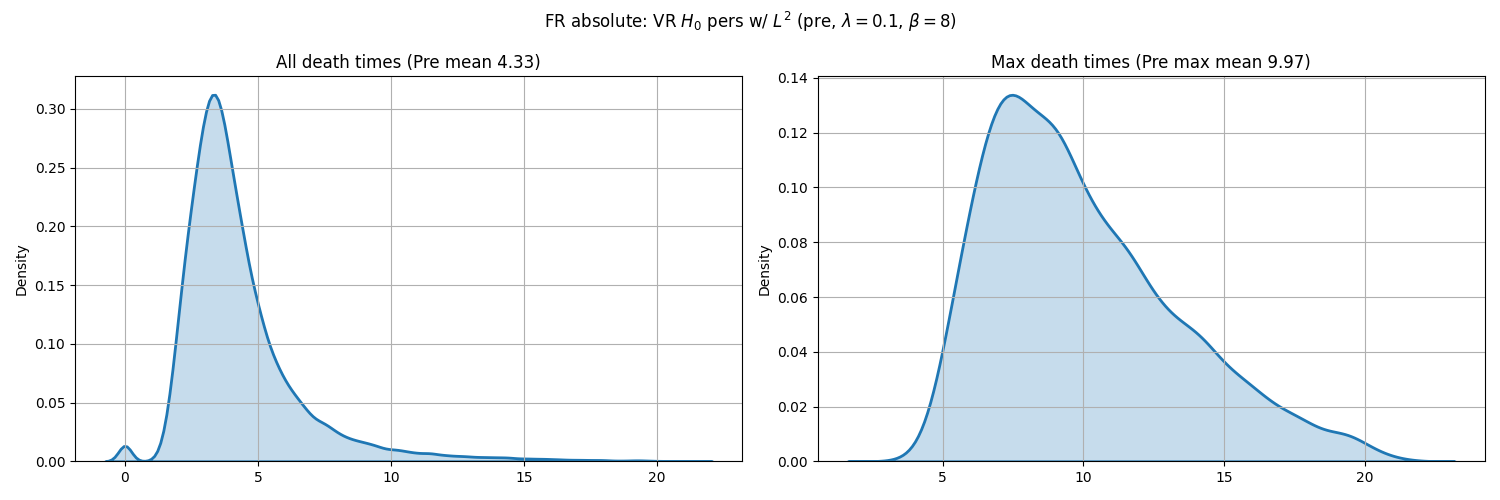 FR absolute: VR $H_0$ pers w/ $L^2$ (pre, $\lambda = 0.1$, $\beta = 8$)
All death times (Pre mean 4.33)
Density
0.30
0.25
0.20
0.15
0.10
0.05
0.00
0 5 10 15 20
Max death times (Pre max mean 9.97)
Density
0.14
0.12
0.10
0.08
0.06
0.04
0.02
0.00
5 10 15 20